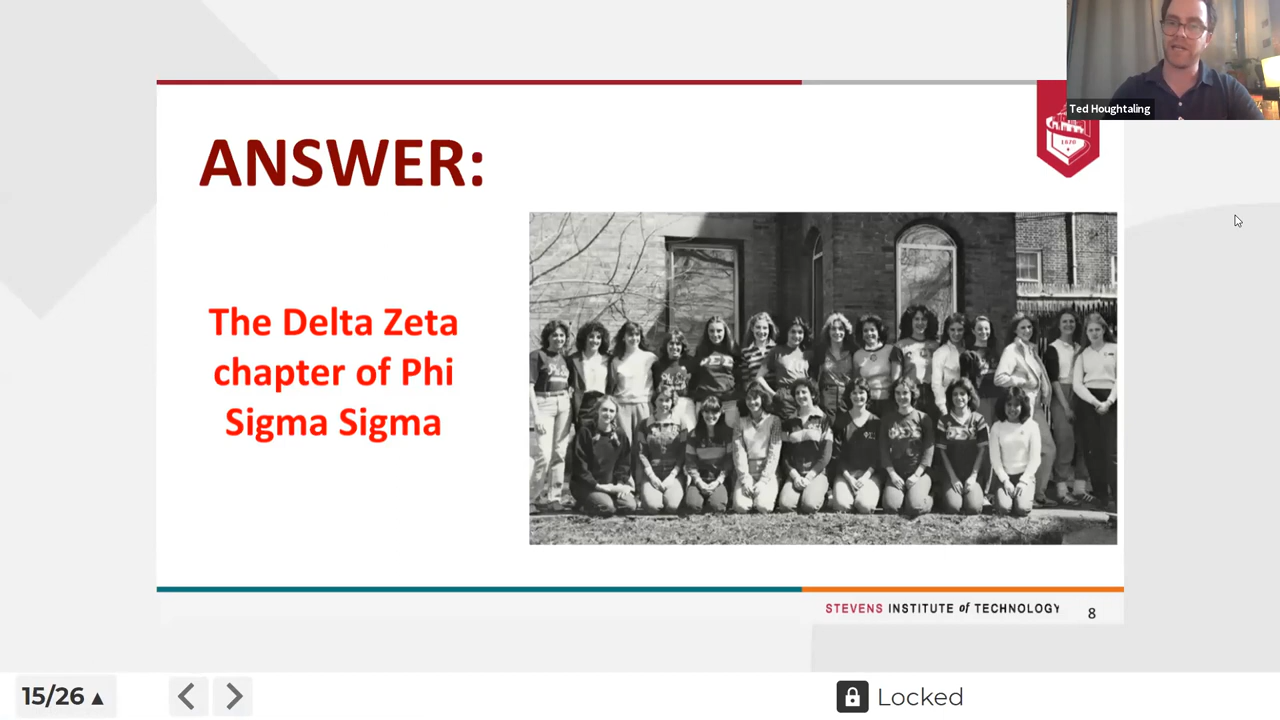 Ted Houghtaling
1870
ANSWER:
The Delta Zeta
chapter of Phi
Sigma Sigma
STEVENS INSTITUTE of TECHNOLOGY
8
15/26 ▲
Locked